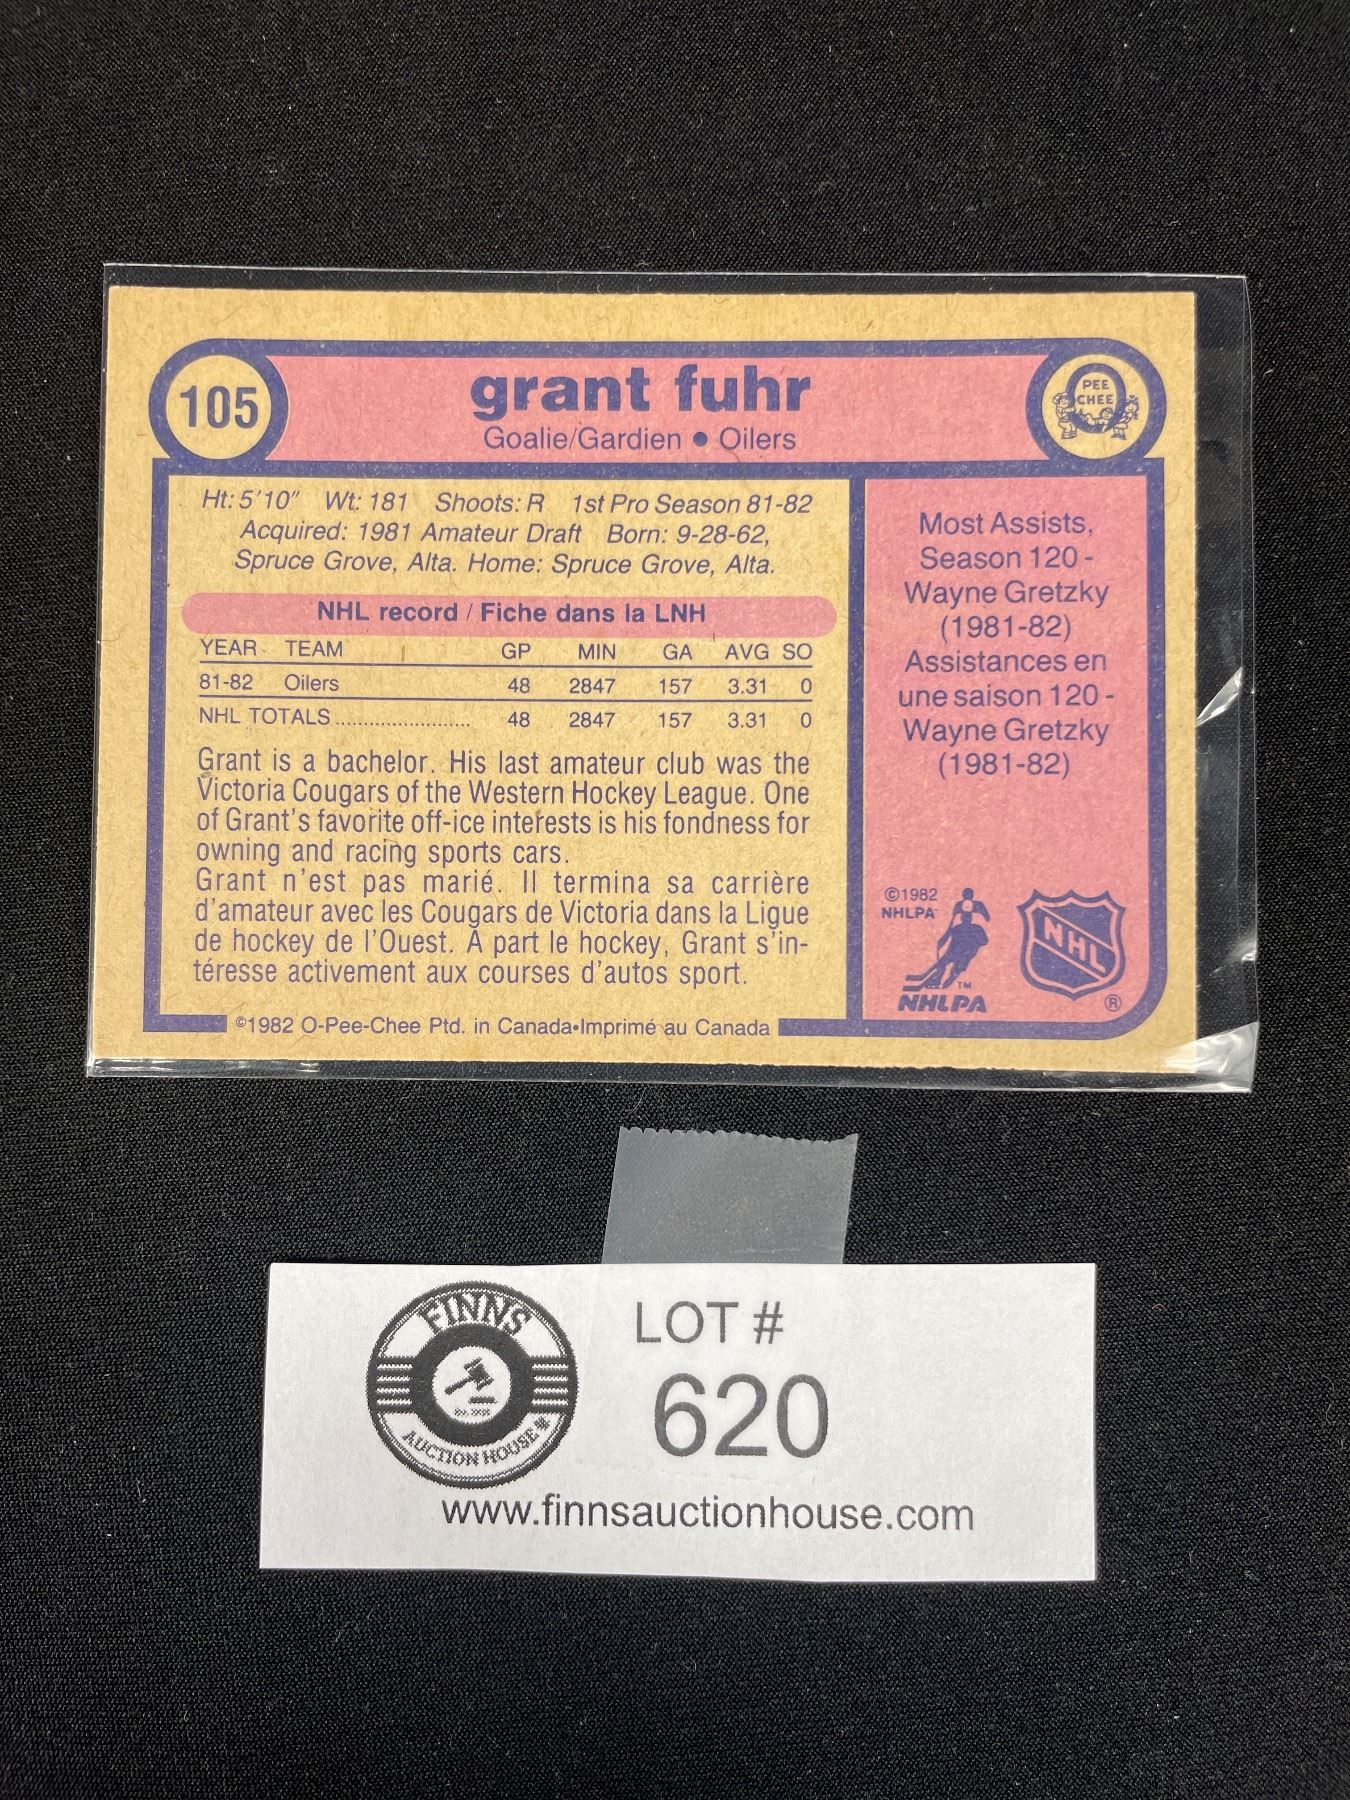 105
grant fuhr
Goalie/Gardien • Oilers
O
PEE
CHEE
Ht: 5'10" Wt: 181 Shoots: R 1st Pro Season 81-82
Acquired: 1981 Amateur Draft Born: 9-28-62,
Spruce Grove, Alta. Home: Spruce Grove, Alta.
NHL record / Fiche dans la LNH
YEAR TEAM GP MIN GA AVG SO
81-82 Oilers 48 2847 157 3.31 0
NHL TOTALS........................ 48 2847 157 3.31 0
Grant is a bachelor. His last amateur club was the
Victoria Cougars of the Western Hockey League. One
of Grant's favorite off-ice interests is his fondness for
owning and racing sports cars.
Grant n'est pas marié. Il termina sa carrière
d'amateur avec les Cougars de Victoria dans la Ligue
de hockey de l'Ouest. A part le hockey, Grant s'in-
téresse activement aux courses d'autos sport.
©1982 O-Pee-Chee Ptd. in Canada•Imprimé au Canada
Most Assists,
Season 120 -
Wayne Gretzky
(1981-82)
Assistances en
une saison 120 -
Wayne Gretzky
(1981-82)
©1982
NHLPA
TM
NHLPA
NHL
®
FINNS
AUCTION HOUSE
LOT #
620
www.finnsauctionhouse.com